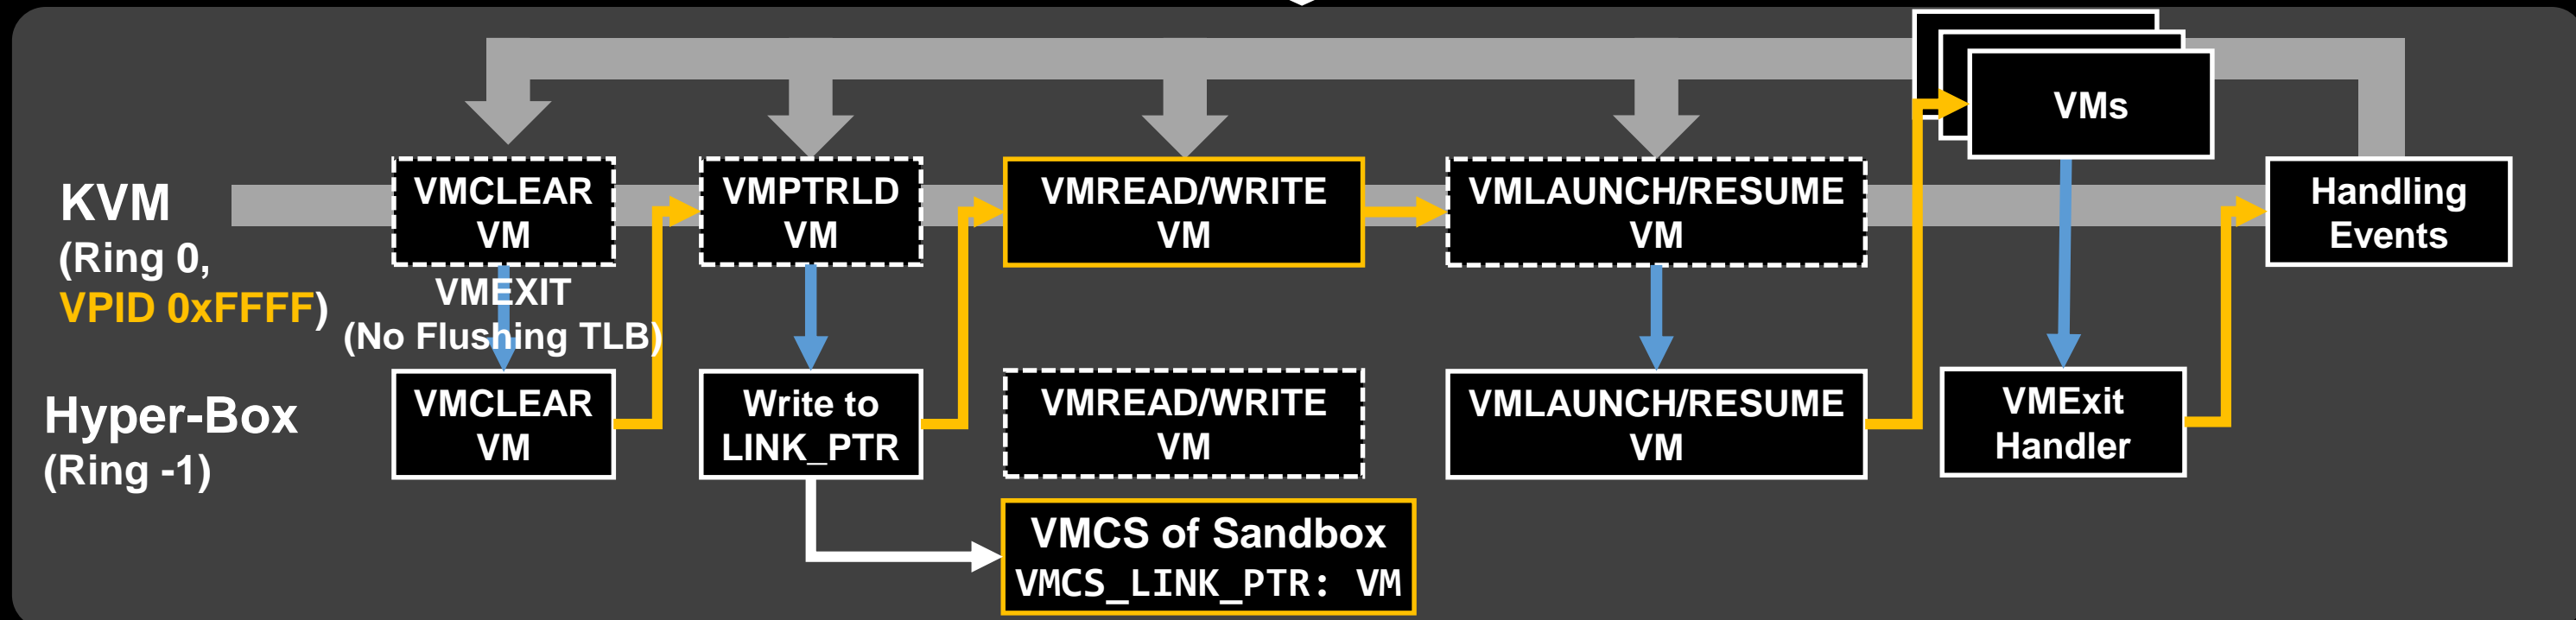 VMs
KVM
(Ring 0,
VPID 0xFFFF)
VMCLEAR
VM
VMPTRLD
VM
VMREAD/WRITE
VM
VMLAUNCH/RESUME
VM
Handling
Events
VMEXIT
(No Flushing TLB)
Hyper-Box
(Ring -1)
VMCLEAR
VM
Write to
LINK_PTR
VMREAD/WRITE
VM
VMLAUNCH/RESUME
VM
VMExit
Handler
VMCS of Sandbox
VMCS_LINK_PTR: VM